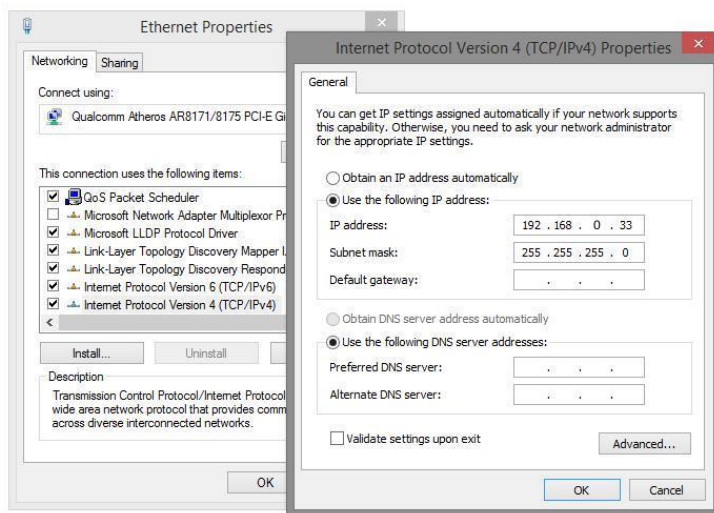 Ethernet Properties
Networking
Sharing
Connect using:
Qualcomm Atheros AR8171/8175 PCI-E
This connection uses the following items:
QoS Packet Scheduler
Microsoft Network Adapter Multiplexor
Microsoft LLDP Protocol Driver
Link-Layer Topology Discovery Mapper
Link-Layer Topology Discovery Respond
Internet Protocol Version 6 (TCP/IPv6)
Internet Protocol Version 4 (TCP/IPv4)
Install...
Uninstall
Description
Transmission Control Protocol/Internet Protocol
wide area network protocol that provides comm
across diverse interconnected networks.
OK
Internet Protocol Version 4 (TCP/IPv4) Properties
General
You can get IP settings assigned automatically if your network supports
this capability. Otherwise, you need to ask your network administrator
for the appropriate IP settings.
Obtain an IP address automatically
Use the following IP address:
IP address: 192 . 168 . 0 . 33
Subnet mask: 255 . 255 . 255 . 0
Default gateway: . . .
Obtain DNS server address automatically
Use the following DNS server addresses:
Preferred DNS server: . . .
Alternate DNS server: . . .
Validate settings upon exit
Advanced...
OK
Cancel